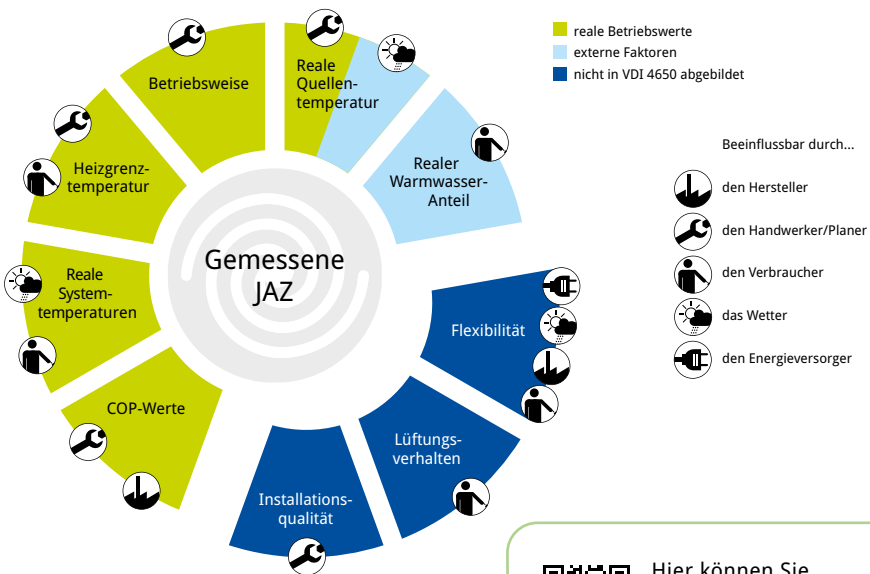 reale Betriebswerte
externe Faktoren
nicht in VDI 4650 abgebildet
Beeinflussbar durch...
den Hersteller
den Handwerker/Planer
den Verbraucher
das Wetter
den Energieversorger
Betriebsweise
Reale
Quellen-
temperatur
Realer
Warmwasser-
Anteil
Heizgrenz-
temperatur
Reale
System-
temperaturen
COP-Werte
Gemessene
JAZ
Flexibilität
Lüftungs-
verhalten
Installations-
qualität
Hier können Sie